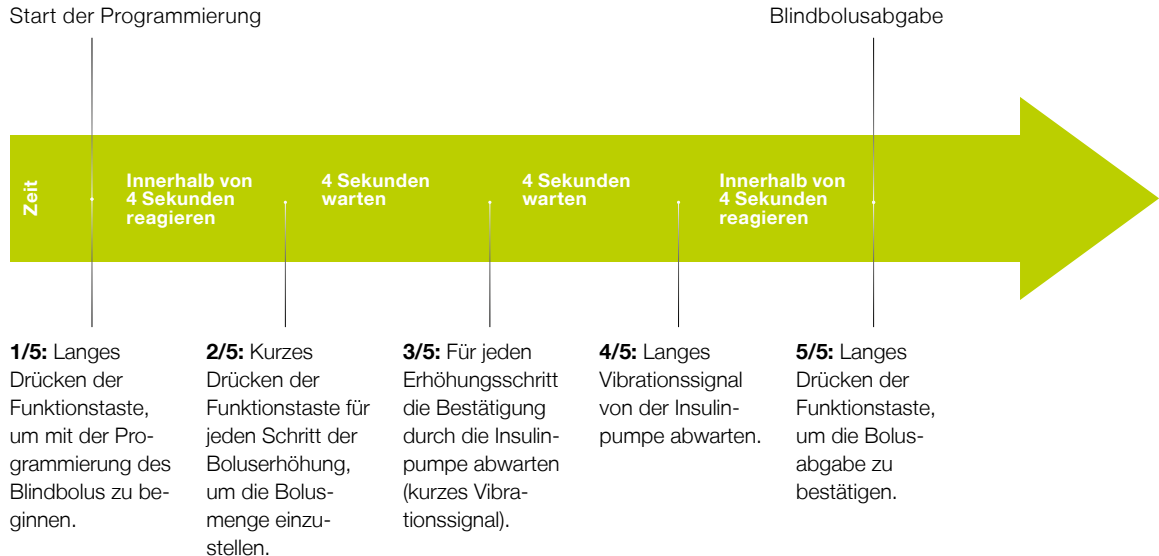 Start der Programmierung
Blindbolusabgabe
Zeit
Innerhalb von
4 Sekunden
reagieren
4 Sekunden
warten
4 Sekunden
warten
Innerhalb von
4 Sekunden
reagieren
1/5: Langes
Drücken der
Funktionstaste,
um mit der Pro-
grammierung des
Blindbolus zu be-
ginnen.
2/5: Kurzes
Drücken der
Funktionstaste für
jeden Schritt der
Boluserhöhung,
um die Bolus-
menge einzu-
stellen.
3/5: Für jeden
Erhöhungsschritt
die Bestätigung
durch die Insulin-
pumpe abwarten
(kurzes Vibra-
tionssignal).
4/5: Langes
Vibrationssignal
von der Insulin-
pumpe abwarten.
5/5: Langes
Drücken der
Funktionstaste,
um die Bolus-
abgabe zu
bestätigen.